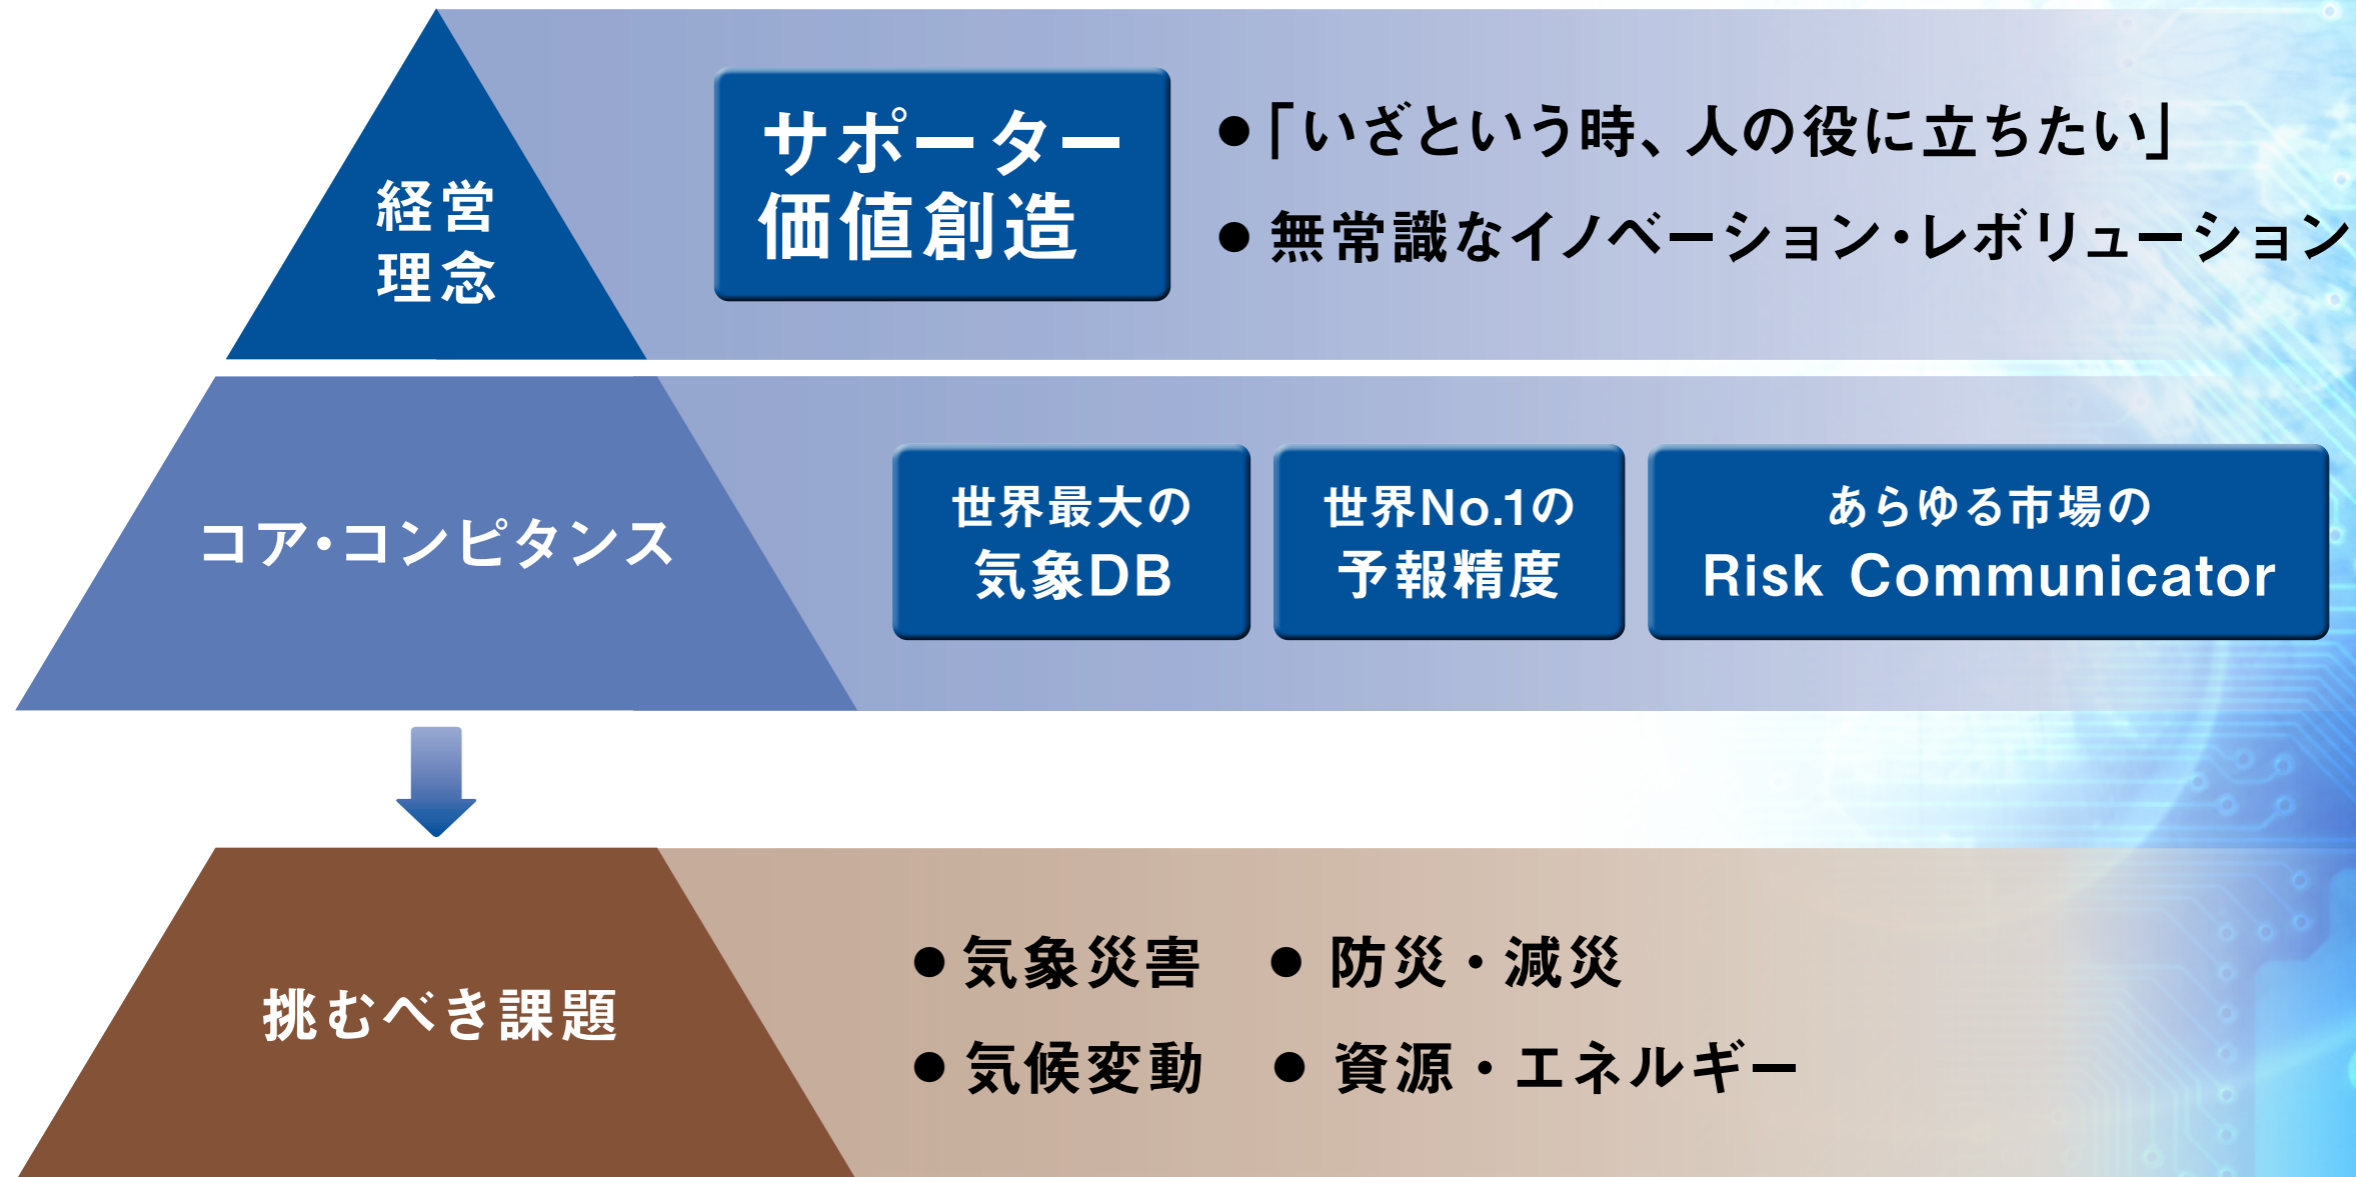 経営
理念
サポーター
価値創造
●「いざという時、人の役に立ちたい」
● 無常識なイノベーション・レボリューション
コア・コンピタンス
世界最大の
気象DB
世界No.1の
予報精度
あらゆる市場の
Risk Communicator
挑むべき課題
● 気象災害 ● 防災・減災
● 気候変動 ● 資源・エネルギー